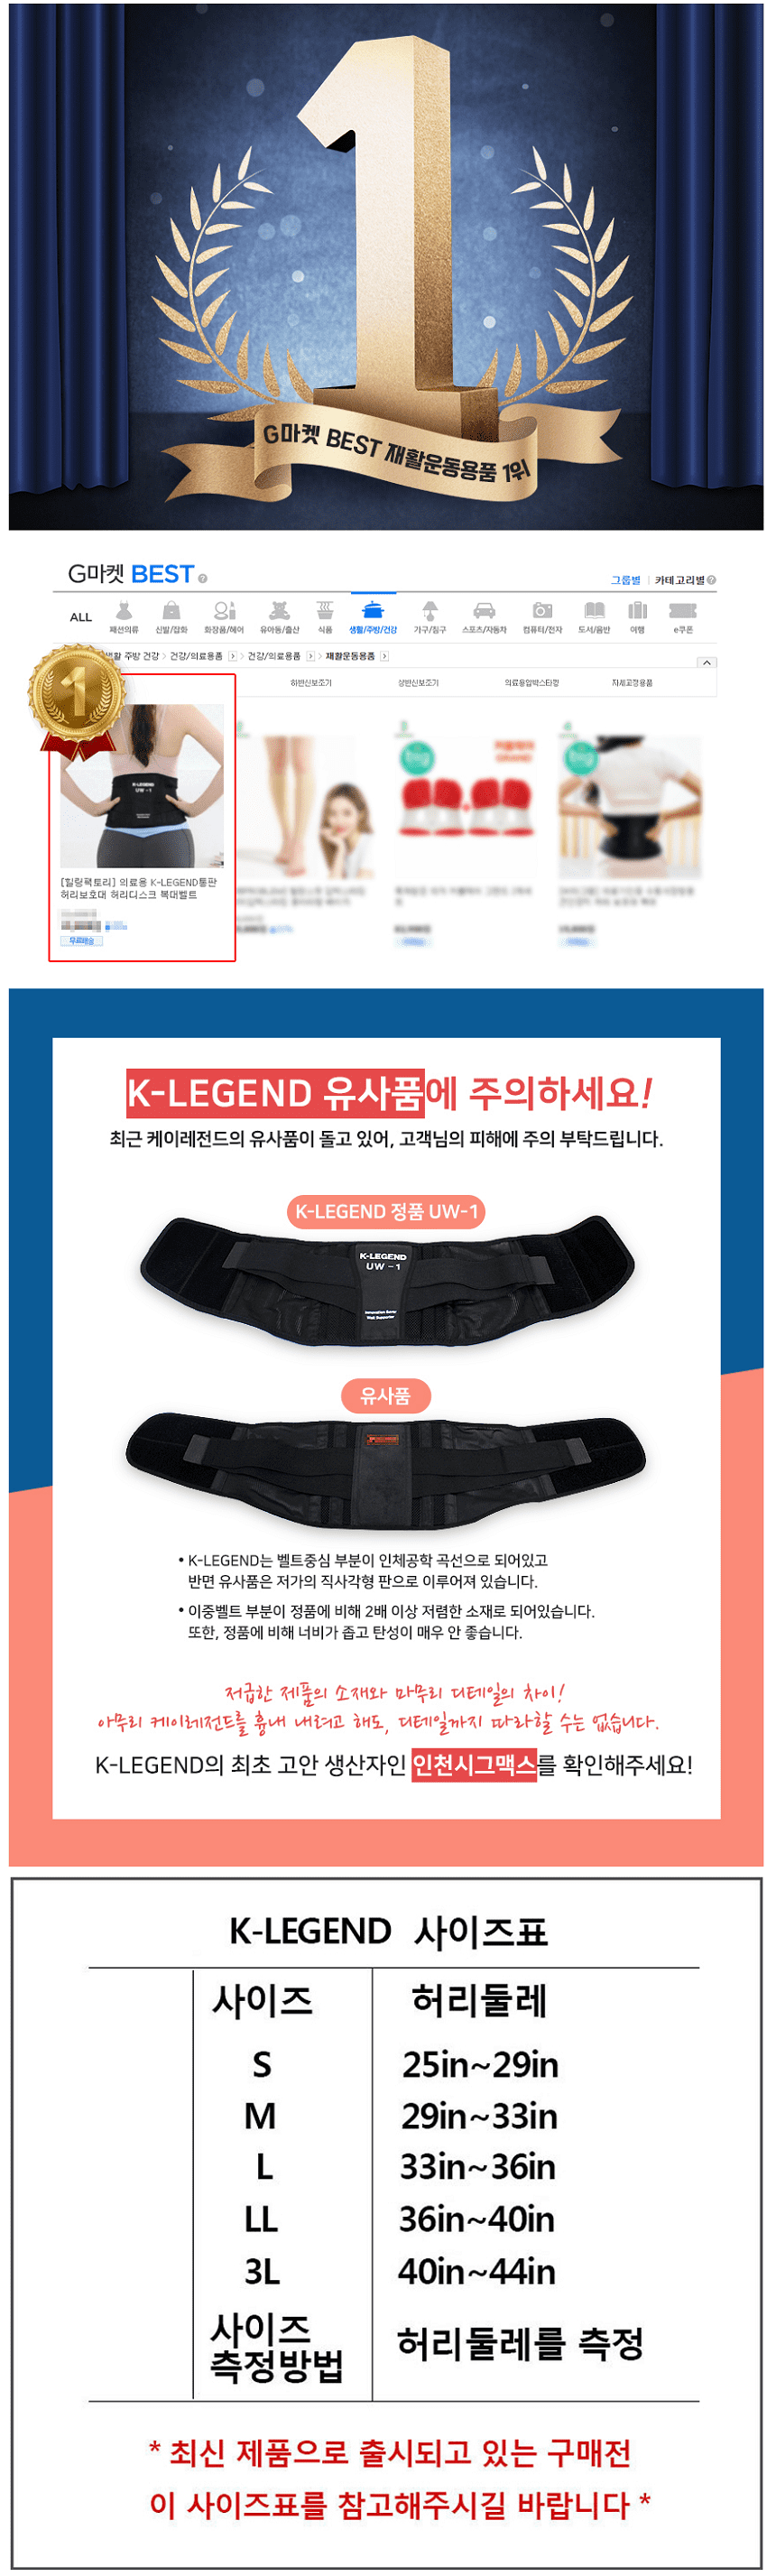 G마켓 BEST 재활운동용품 1위
G마켓 BEST
그룹별 | 카테고리별
ALL
패션의류 신발/잡화 화장품/헤어 유아동/출산 식품 생활/주방/건강 가구/침구 스포츠/자동차 컴퓨터/전자 도서/음반 여행 e쿠폰
생활 주방 건강 > 건강/의료용품 > 건강/의료용품 > 재활운동용품
하반신보조기 상반신보조기 의료용압박스타킹 자세교정용품
1
2
3
4
K-LEGEND
UW-1
[힐링팩토리] 의료용 K-LEGEND통판
허리보호대 허리디스크 복대벨트
무료배송
K-LEGEND 유사품에 주의하세요!
최근 케이레전드의 유사품이 돌고 있어, 고객님의 피해에 주의 부탁드립니다.
K-LEGEND 정품 UW-1
K-LEGEND
UW-1
유사품
• K-LEGEND는 벨트중심 부분이 인체공학 곡선으로 되어있고
반면 유사품은 저가의 직사각형 판으로 이루어져 있습니다.
• 이중벨트 부분이 정품에 비해 2배 이상 저렴한 소재로 되어있습니다.
또한, 정품에 비해 너비가 좁고 탄성이 매우 안 좋습니다.
저급한 제품의 소재와 마무리 디테일의 차이!
아무리 케이레전드를 흉내 내려고 해도, 디테일까지 따라할 수는 없습니다.
K-LEGEND의 최초 고안 생산자인 인천시그맥스를 확인해주세요!
K-LEGEND 사이즈표
사이즈 허리둘레
S 25in~29in
M 29in~33in
L 33in~36in
LL 36in~40in
3L 40in~44in
사이즈
측정방법 허리둘레를 측정
* 최신 제품으로 출시되고 있는 구매전
이 사이즈표를 참고해주시길 바랍니다 *